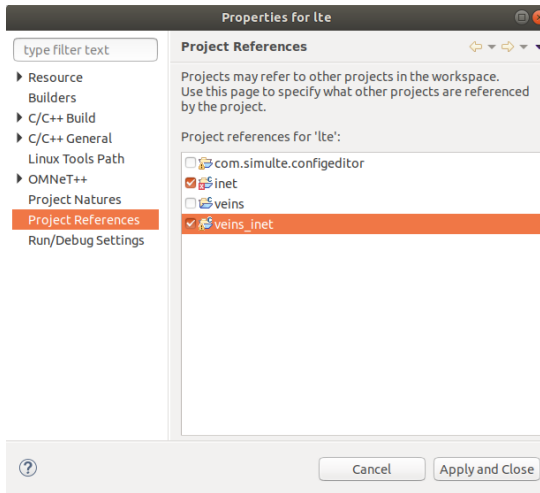 Properties for lte
type filter text
Resource
Builders
C/C++ Build
C/C++ General
Linux Tools Path
OMNeT++
Project Natures
Project References
Run/Debug Settings
Project References
Projects may refer to other projects in the workspace.
Use this page to specify what other projects are referenced
by the project.
Project references for 'lte':
com.simulte.configeditor
inet
veins
veins_inet
Cancel
Apply and Close